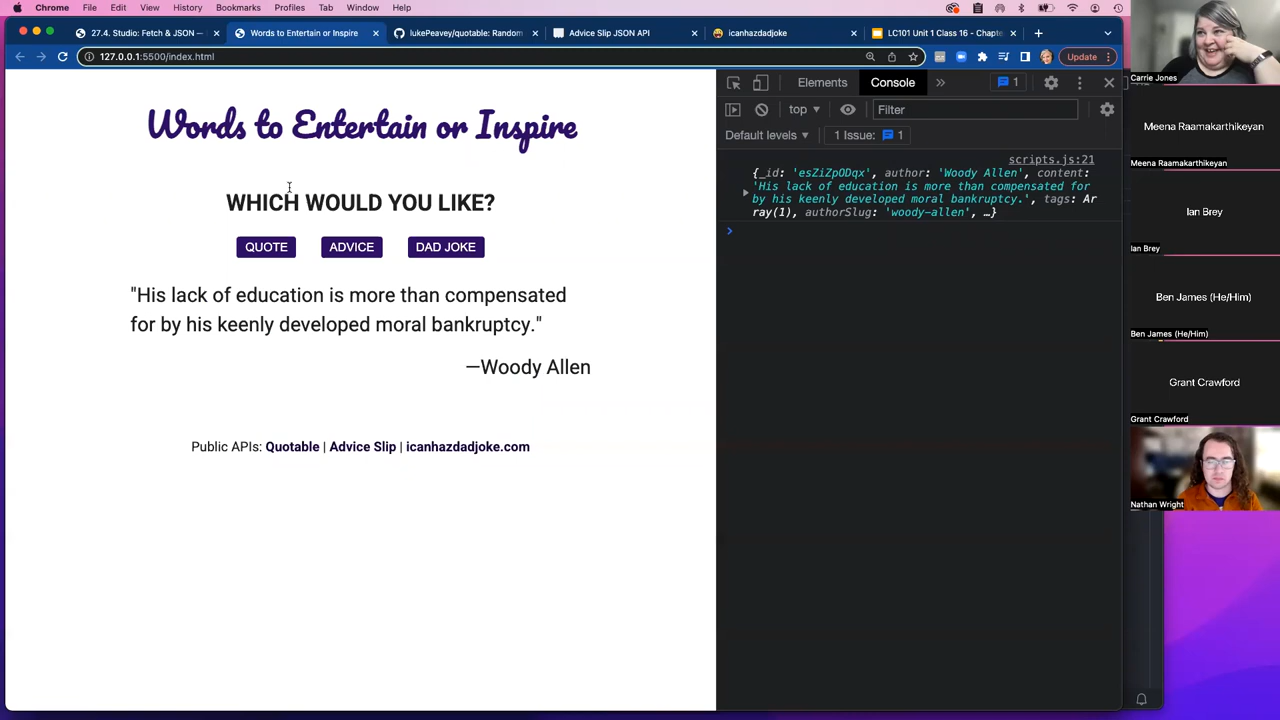 Chrome File Edit View History Bookmarks Profiles Tab Window Help
27.4. Studio: Fetch & JSON —
Words to Entertain or Inspire
lukePeavey/quotable: Random
Advice Slip JSON API
icanhazdadjoke
LC101 Unit 1 Class 16 - Chapte
127.0.0.1:5500/index.html
Update
Words to Entertain or Inspire
WHICH WOULD YOU LIKE?
QUOTE ADVICE DAD JOKE
"His lack of education is more than compensated
for by his keenly developed moral bankruptcy."
—Woody Allen
Public APIs: Quotable | Advice Slip | icanhazdadjoke.com
Elements Console » 1
top Filter
Default levels 1 Issue: 1
scripts.js:21
{_id: 'esZiZpODqx', author: 'Woody Allen', content:
'His lack of education is more than compensated for
by his keenly developed moral bankruptcy.', tags: Ar
ray(1), authorSlug: 'woody-allen', …}
Carrie Jones
Meena Raamakarthikeyan
Meena Raamakarthikeyan
Ian Brey
Ian Brey
Ben James (He/Him)
Ben James (He/Him)
Grant Crawford
Grant Crawford
Nathan Wright